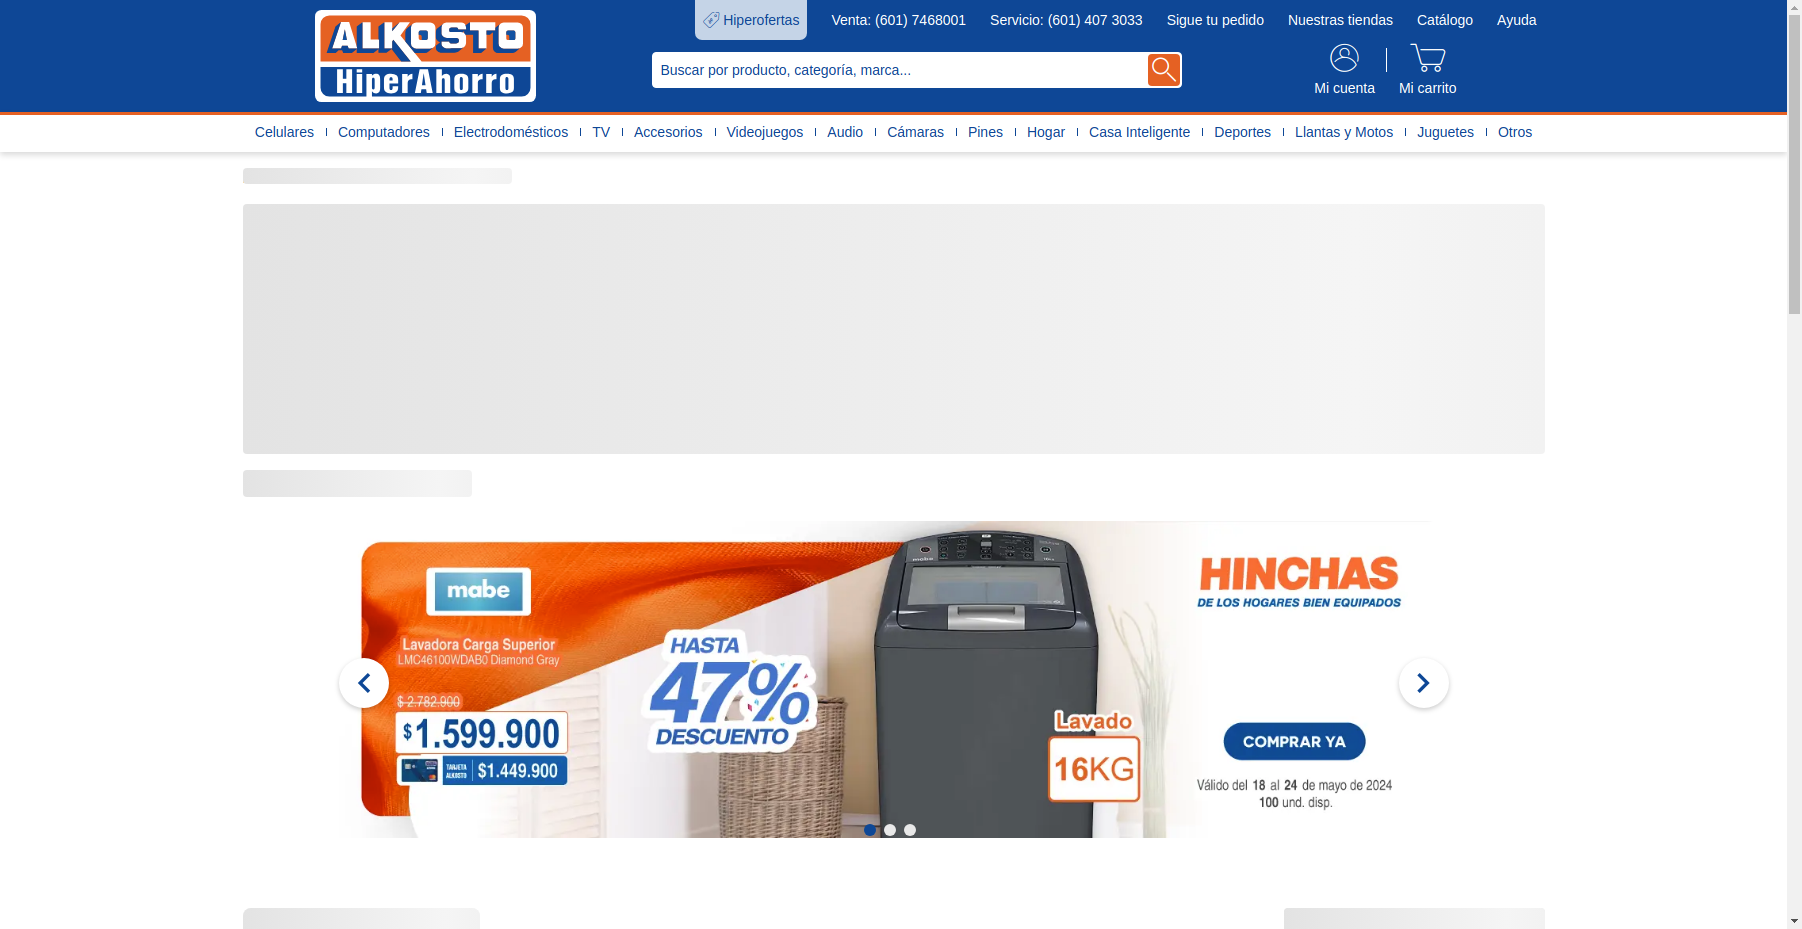 ALKOSTO
HiperAhorro
Hiperofertas
Venta: (601) 7468001
Servicio: (601) 407 3033
Sigue tu pedido
Nuestras tiendas
Catálogo
Ayuda
Buscar por producto, categoría, marca...
Mi cuenta
Mi carrito
Celulares
Computadores
Electrodomésticos
TV
Accesorios
Videojuegos
Audio
Cámaras
Pines
Hogar
Casa Inteligente
Deportes
Llantas y Motos
Juguetes
Otros
mabe
Lavadora Carga Superior
LMC46100WDAB0 Diamond Gray
$ 2.782.900
$1.599.900
TARJETA
ALKOSTO
$1.449.900
HASTA
47%
DESCUENTO
mabe
Lavado
16KG
HINCHAS
DE LOS HOGARES BIEN EQUIPADOS
COMPRAR YA
Válido del 18 al 24 de mayo de 2024
100 und. disp.